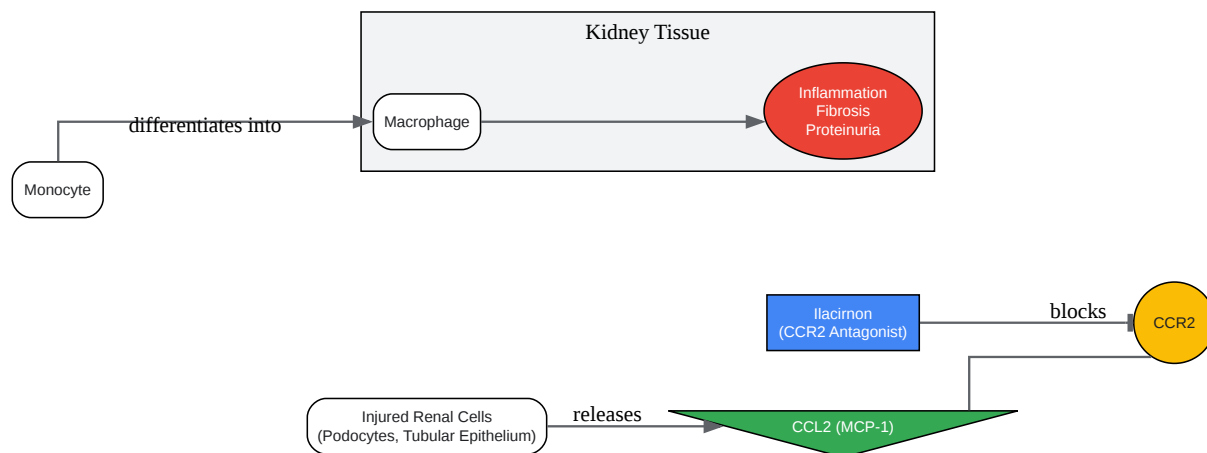 Kidney Tissue
Inflammation
Fibrosis
Proteinuria
Macrophage
differentiates into
Monocyte
Ilacirnon
(CCR2 Antagonist)
blocks
CCR2
Injured Renal Cells
(Podocytes, Tubular Epithelium)
releases
CCL2 (MCP-1)